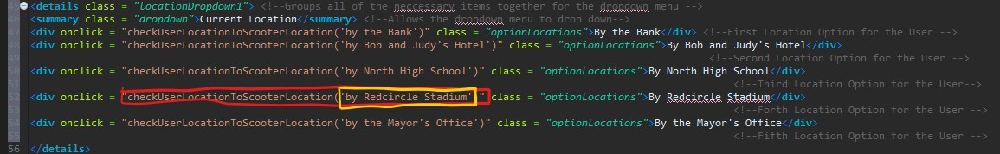 <details class = "locationDropdown1"> <!--Groups all of the neccessary items together for the dropdown menu -->
<summary class = "dropdown">Current Location</summary> <!--Allows the dropdown menu to drop down-->
<div onclick = "checkUserLocationToScooterLocation('by the Bank')" class = "optionLocations">By the Bank</div> <!--First Location Option for the User -->
<div onclick = "checkUserLocationToScooterLocation('by Bob and Judy's Hotel')" class = "optionLocations">By Bob and Judy's Hotel</div>
<!--Second Location Option for the User -->
<div onclick = "checkUserLocationToScooterLocation('by North High School')" class = "optionLocations">By North High School</div>
<!--Third Location Option for the User -->
<div onclick = "checkUserLocationToScooterLocation('by Redcircle Stadium' " class = "optionLocations">By Redcircle Stadium</div>
<!--Forth Location Option for the User -->
<div onclick = "checkUserLocationToScooterLocation('by the Mayor's Office')" class = "optionLocations">By the Mayor's Office</div>
<!--Fifth Location Option for the User -->
56 </details>